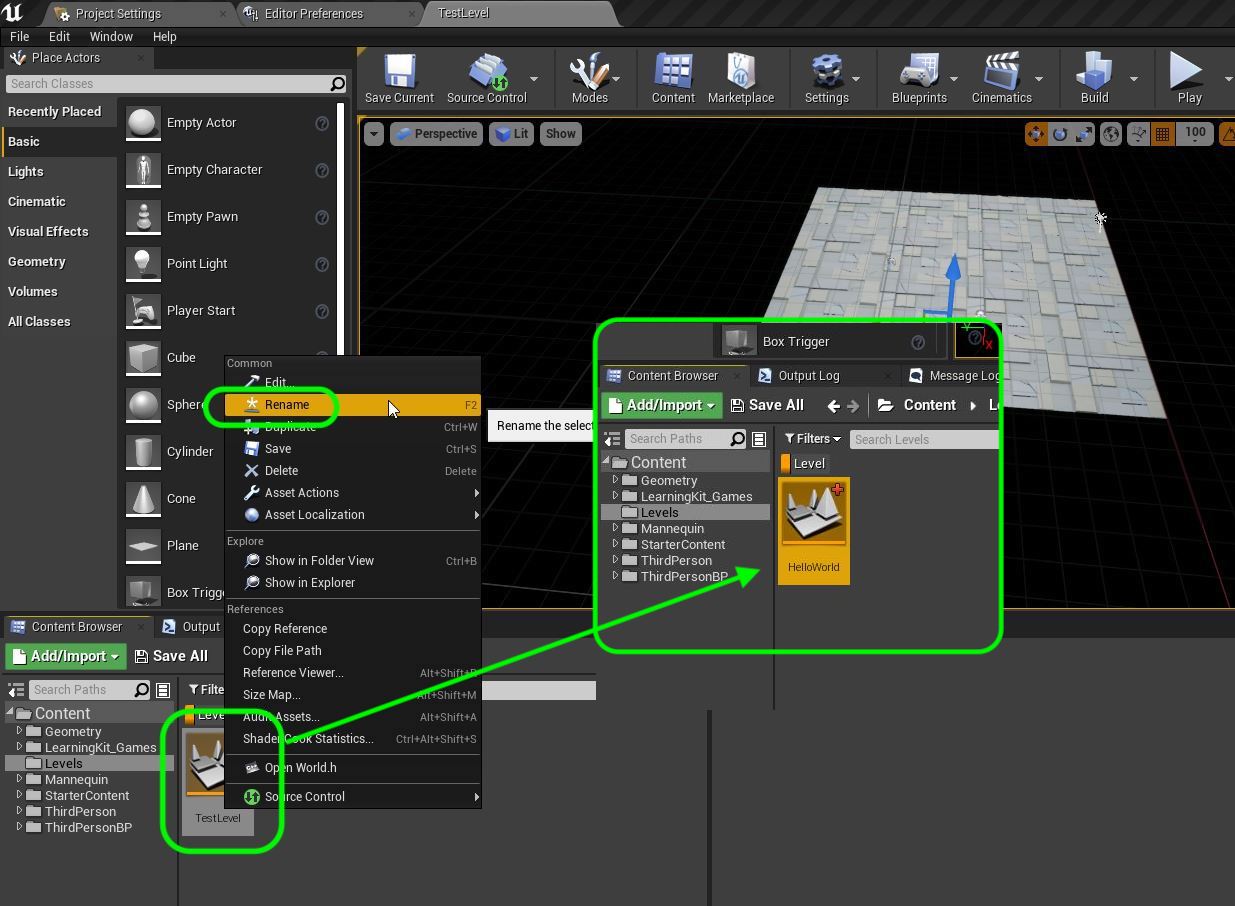 Project Settings
Editor Preferences
TestLevel
File Edit Window Help
Place Actors
Search Classes
Recently Placed
Basic
Lights
Cinematic
Visual Effects
Geometry
Volumes
All Classes
Empty Actor
Empty Character
Empty Pawn
Point Light
Player Start
Cube
Spher
Cylinder
Cone
Plane
Box Trigge
Save Current
Source Control
Modes
Content
Marketplace
Settings
Blueprints
Cinematics
Build
Play
Perspective
Lit
Show
100
Common
Edit...
Rename F2
Duplicate Ctrl+W
Save Ctrl+S
Delete Delete
Asset Actions
Asset Localization
Explore
Show in Folder View Ctrl+B
Show in Explorer
References
Copy Reference
Copy File Path
Reference Viewer... Alt+Shift+R
Size Map... Alt+Shift+M
Audit Assets... Alt+Shift+A
Shader Cook Statistics... Ctrl+Alt+Shift+S
Open World.h
Source Control
Rename the select
Box Trigger
Y
X
Content Browser
Output Log
Message Log
Add/Import
Save All
Content
Search Paths
Filters
Search Levels
Content
Geometry
LearningKit_Games
Levels
Mannequin
StarterContent
ThirdPerson
ThirdPersonBP
Level
HelloWorld
Content Browser
Output
Add/Import
Save All
Search Paths
Filte
Content
Geometry
LearningKit_Games
Levels
Mannequin
StarterContent
ThirdPerson
ThirdPersonBP
Leve
TestLevel